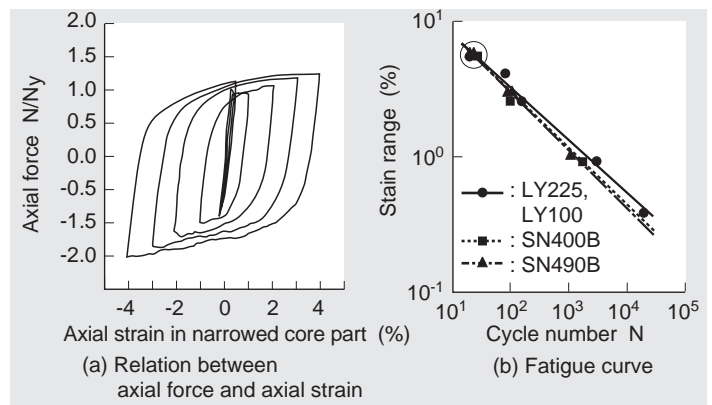 2.0
1.5
1.0
0.5
0.0
-0.5
-1.0
-1.5
-2.0
Axial force N/Ny
-4 -2 0 2 4
Axial strain in narrowed core part (%)
(a) Relation between
axial force and axial strain
10¹
10⁰
10⁻¹
Stain range (%)
: LY225,
LY100
: SN400B
: SN490B
10¹ 10² 10³ 10⁴ 10⁵
Cycle number N
(b) Fatigue curve